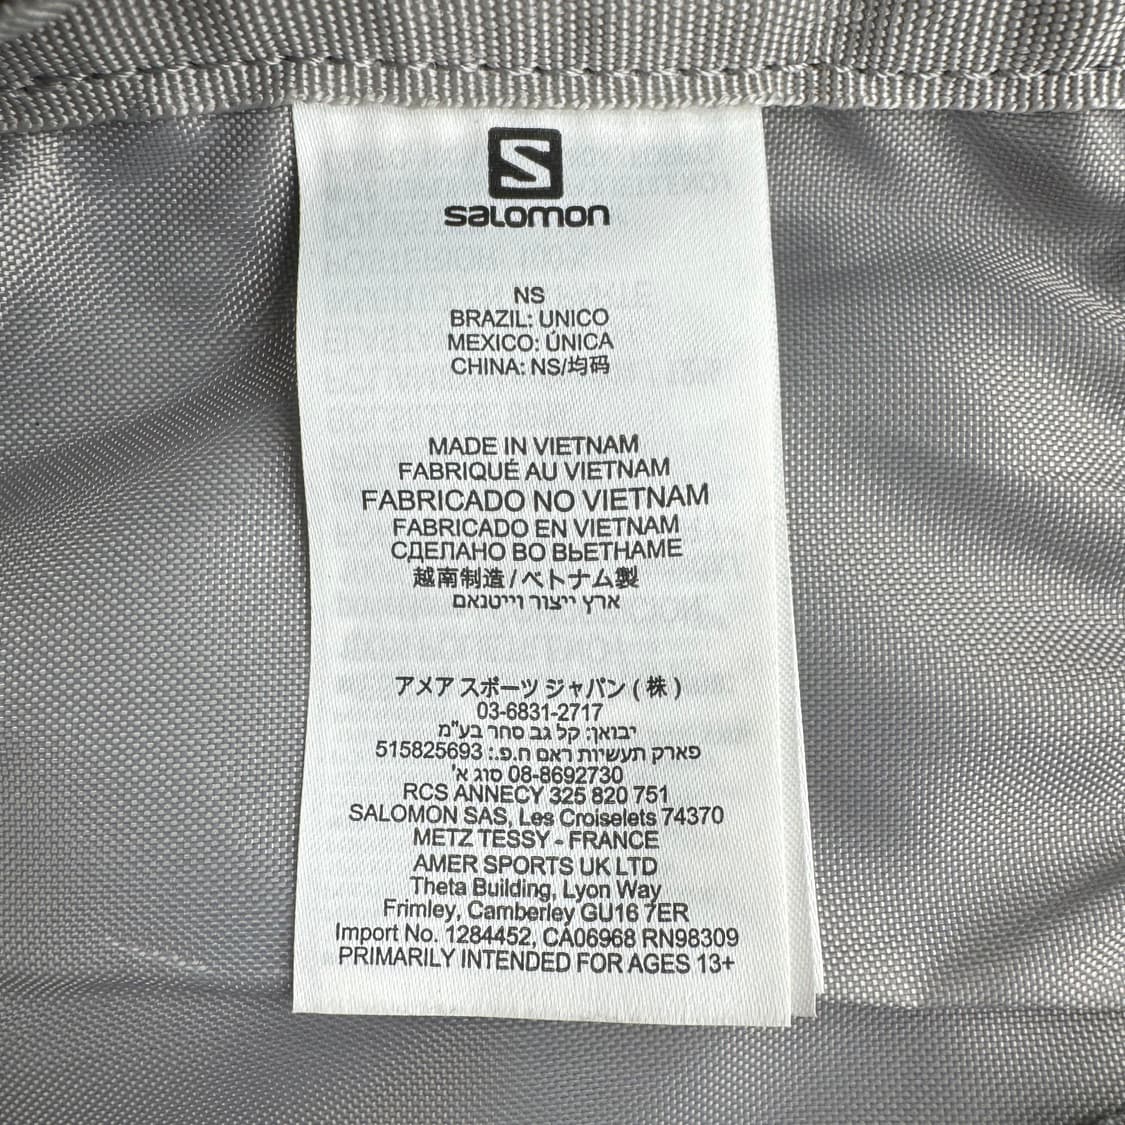 S
salomon
NS
BRAZIL: UNICO
MEXICO: ÚNICA
CHINA: NS/均码
MADE IN VIETNAM
FABRIQUÉ AU VIETNAM
FABRICADO NO VIETNAM
FABRICADO EN VIETNAM
СДЕЛАНО ВО ВЬЕТНАМЕ
越南制造 / ベトナム製
ארץ ייצור וייטנאם
アメア スポーツ ジャパン ( 株 )
03-6831-2717
יבואן: קל גב סחר בע"מ
פארק תעשיות ראם ח.פ.: 515825693
08-8692730 סוג א'
RCS ANNECY 325 820 751
SALOMON SAS, Les Croiselets 74370
METZ TESSY - FRANCE
AMER SPORTS UK LTD
Theta Building, Lyon Way
Frimley, Camberley GU16 7ER
Import No. 1284452, CA06968 RN98309
PRIMARILY INTENDED FOR AGES 13+